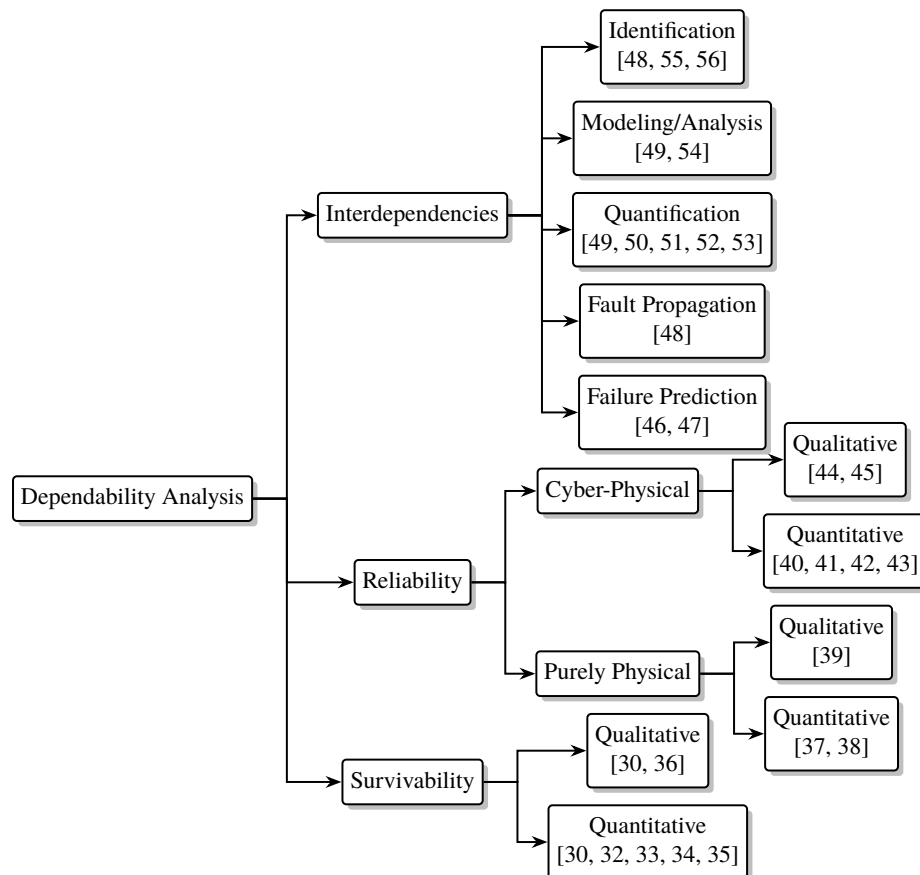 Identification
[48, 55, 56]
Modeling/Analysis
[49, 54]
Interdependencies
Quantification
[49, 50, 51, 52, 53]
Fault Propagation
[48]
Failure Prediction
[46, 47]
Dependability Analysis
Cyber-Physical
Qualitative
[44, 45]
Quantitative
[40, 41, 42, 43]
Reliability
Purely Physical
Qualitative
[39]
Quantitative
[37, 38]
Survivability
Qualitative
[30, 36]
Quantitative
[30, 32, 33, 34, 35]